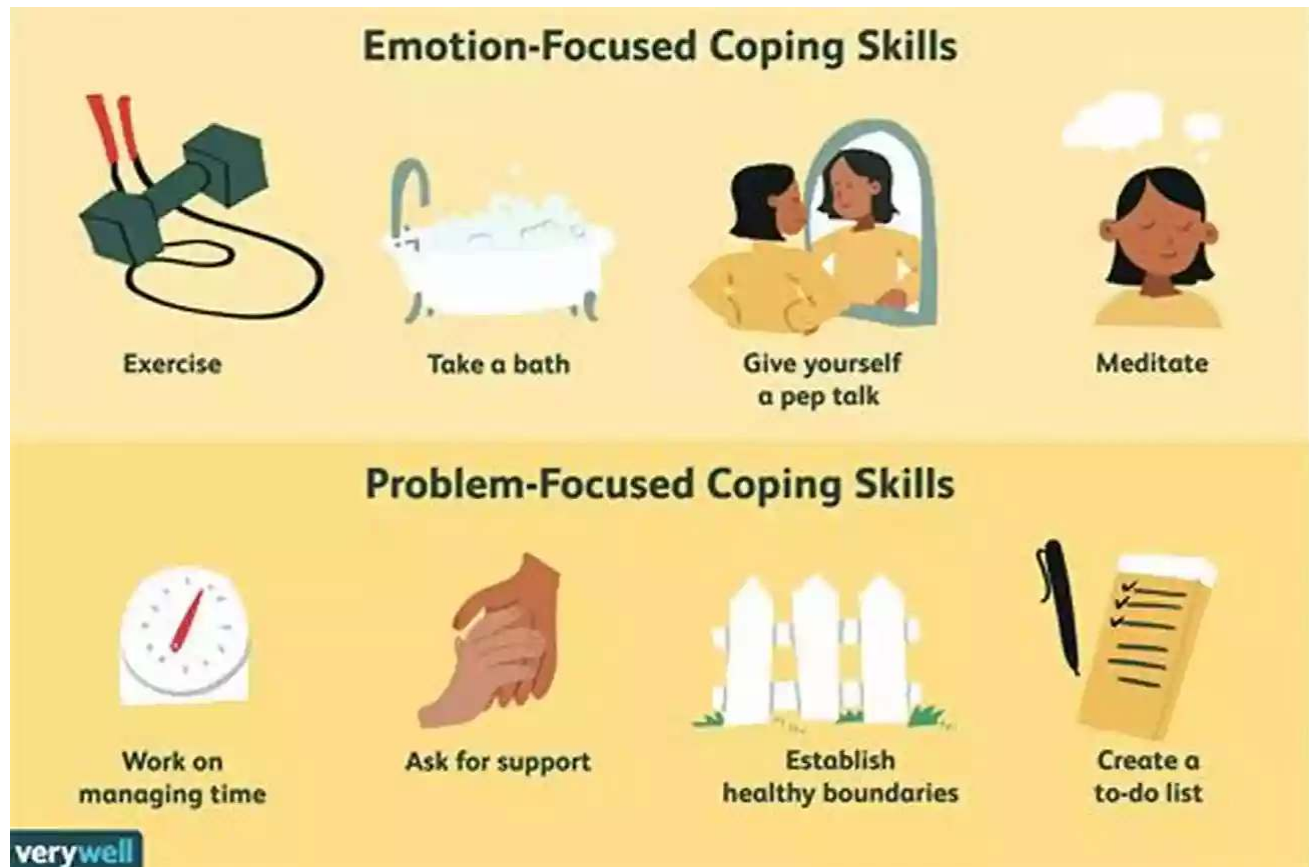 Emotion-Focused Coping Skills
Exercise
Take a bath
Give yourself
a pep talk
Meditate
Problem-Focused Coping Skills
Work on
managing time
Ask for support
Establish
healthy boundaries
Create a
to-do list
verywell